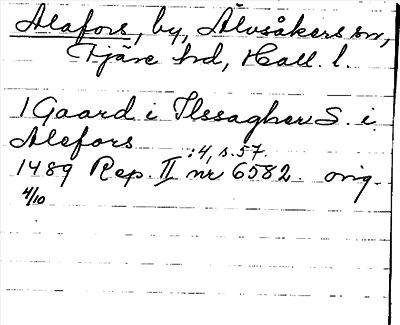 Alafors, by, Älvsåkers sn,
Fjäre hd, Hall. l.
1 Gaard i Ilssagher S. i
Alefors
:4, s. 57.
1489 Rep. II nr 6582. orig.
4/10